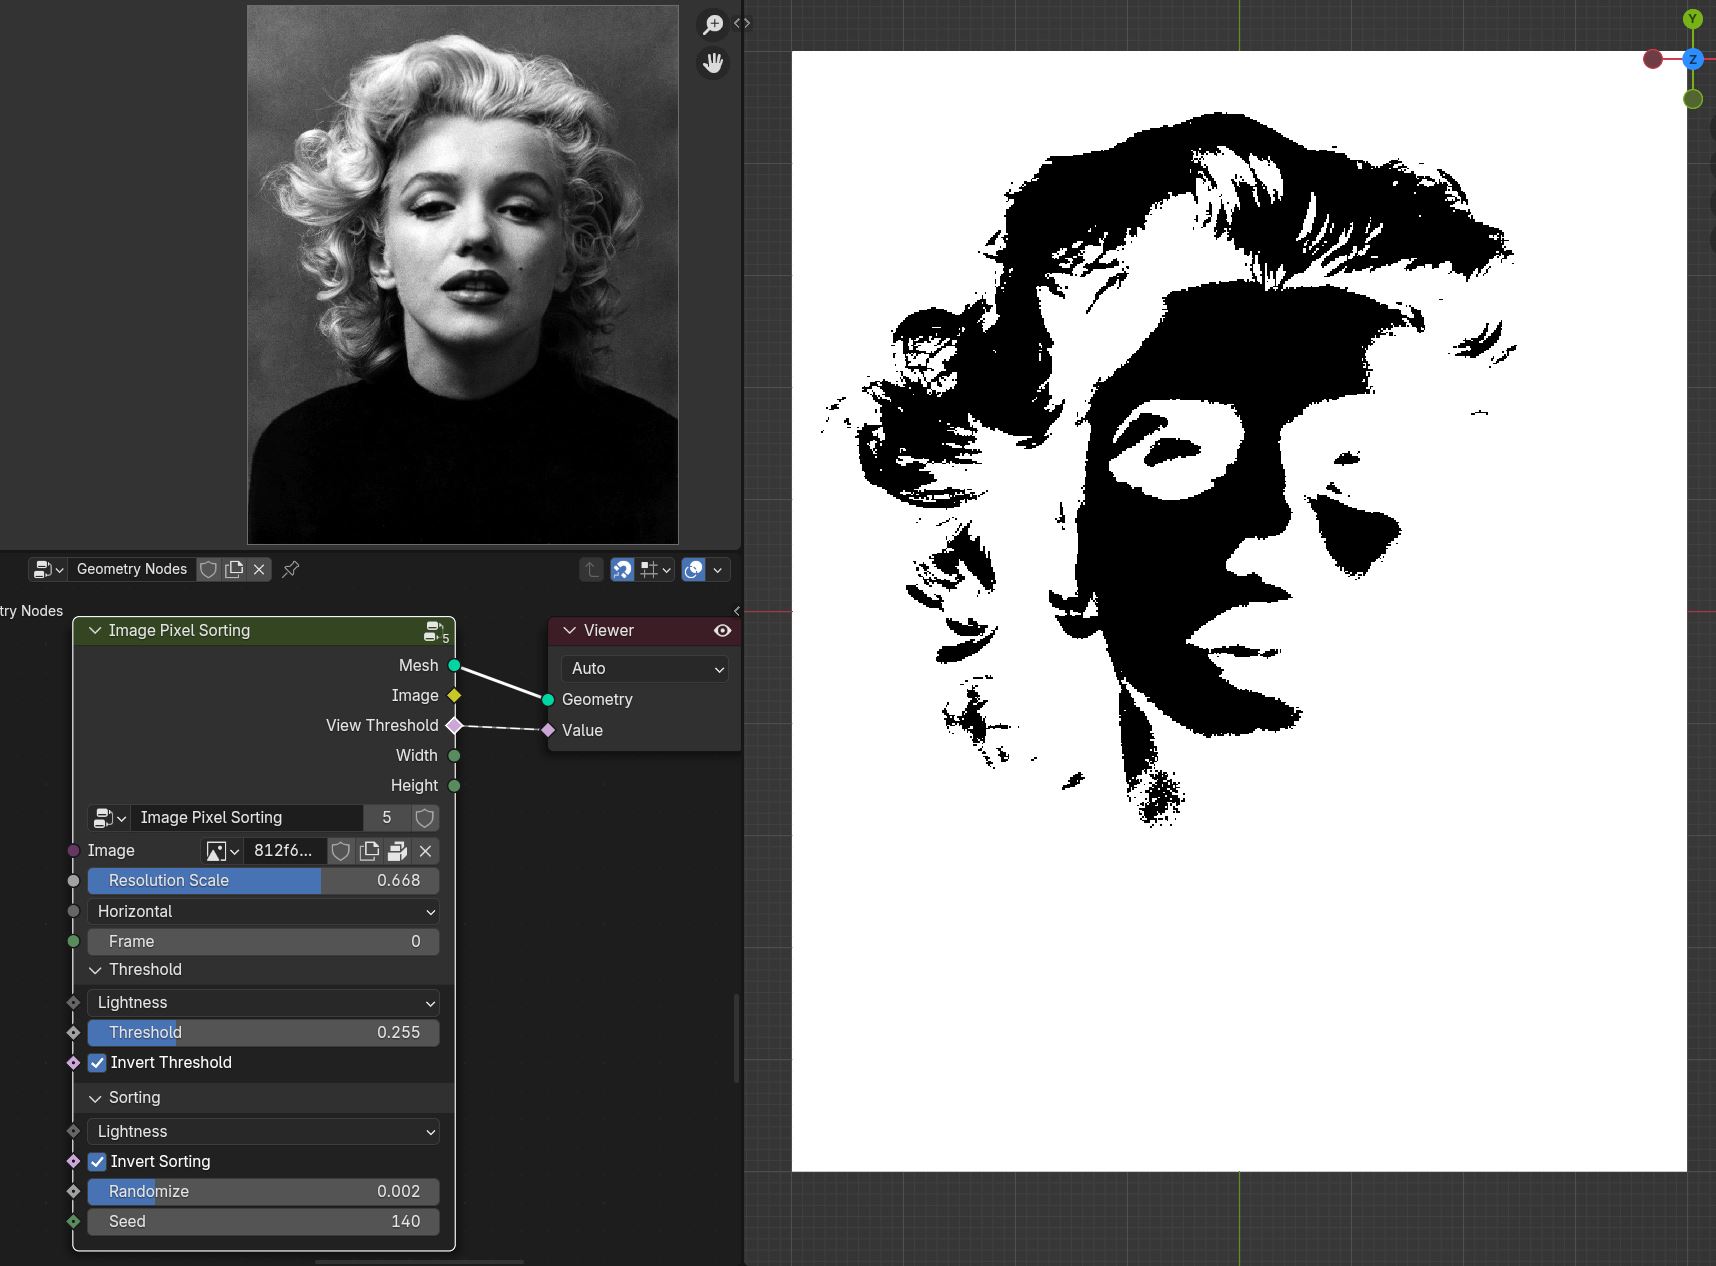 Y
Z
Geometry Nodes
try Nodes
Image Pixel Sorting
5
Mesh
Image
View Threshold
Width
Height
Image Pixel Sorting
5
Image
812f6...
Resolution Scale
0.668
Horizontal
Frame
0
Threshold
Lightness
Threshold
0.255
Invert Threshold
Sorting
Lightness
Invert Sorting
Randomize
0.002
Seed
140
Viewer
Auto
Geometry
Value